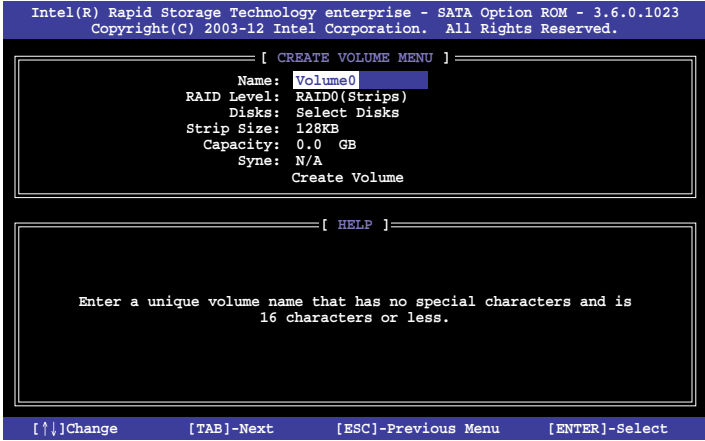 Intel(R) Rapid Storage Technology enterprise - SATA Option ROM - 3.6.0.1023
Copyright(C) 2003-12 Intel Corporation. All Rights Reserved.
[ CREATE VOLUME MENU ]
Name: Volume0
RAID Level: RAID0(Strips)
Disks: Select Disks
Strip Size: 128KB
Capacity: 0.0 GB
Syne: N/A
Create Volume
[ HELP ]
Enter a unique volume name that has no special characters and is
16 characters or less.
[↑↓]Change [TAB]-Next [ESC]-Previous Menu [ENTER]-Select